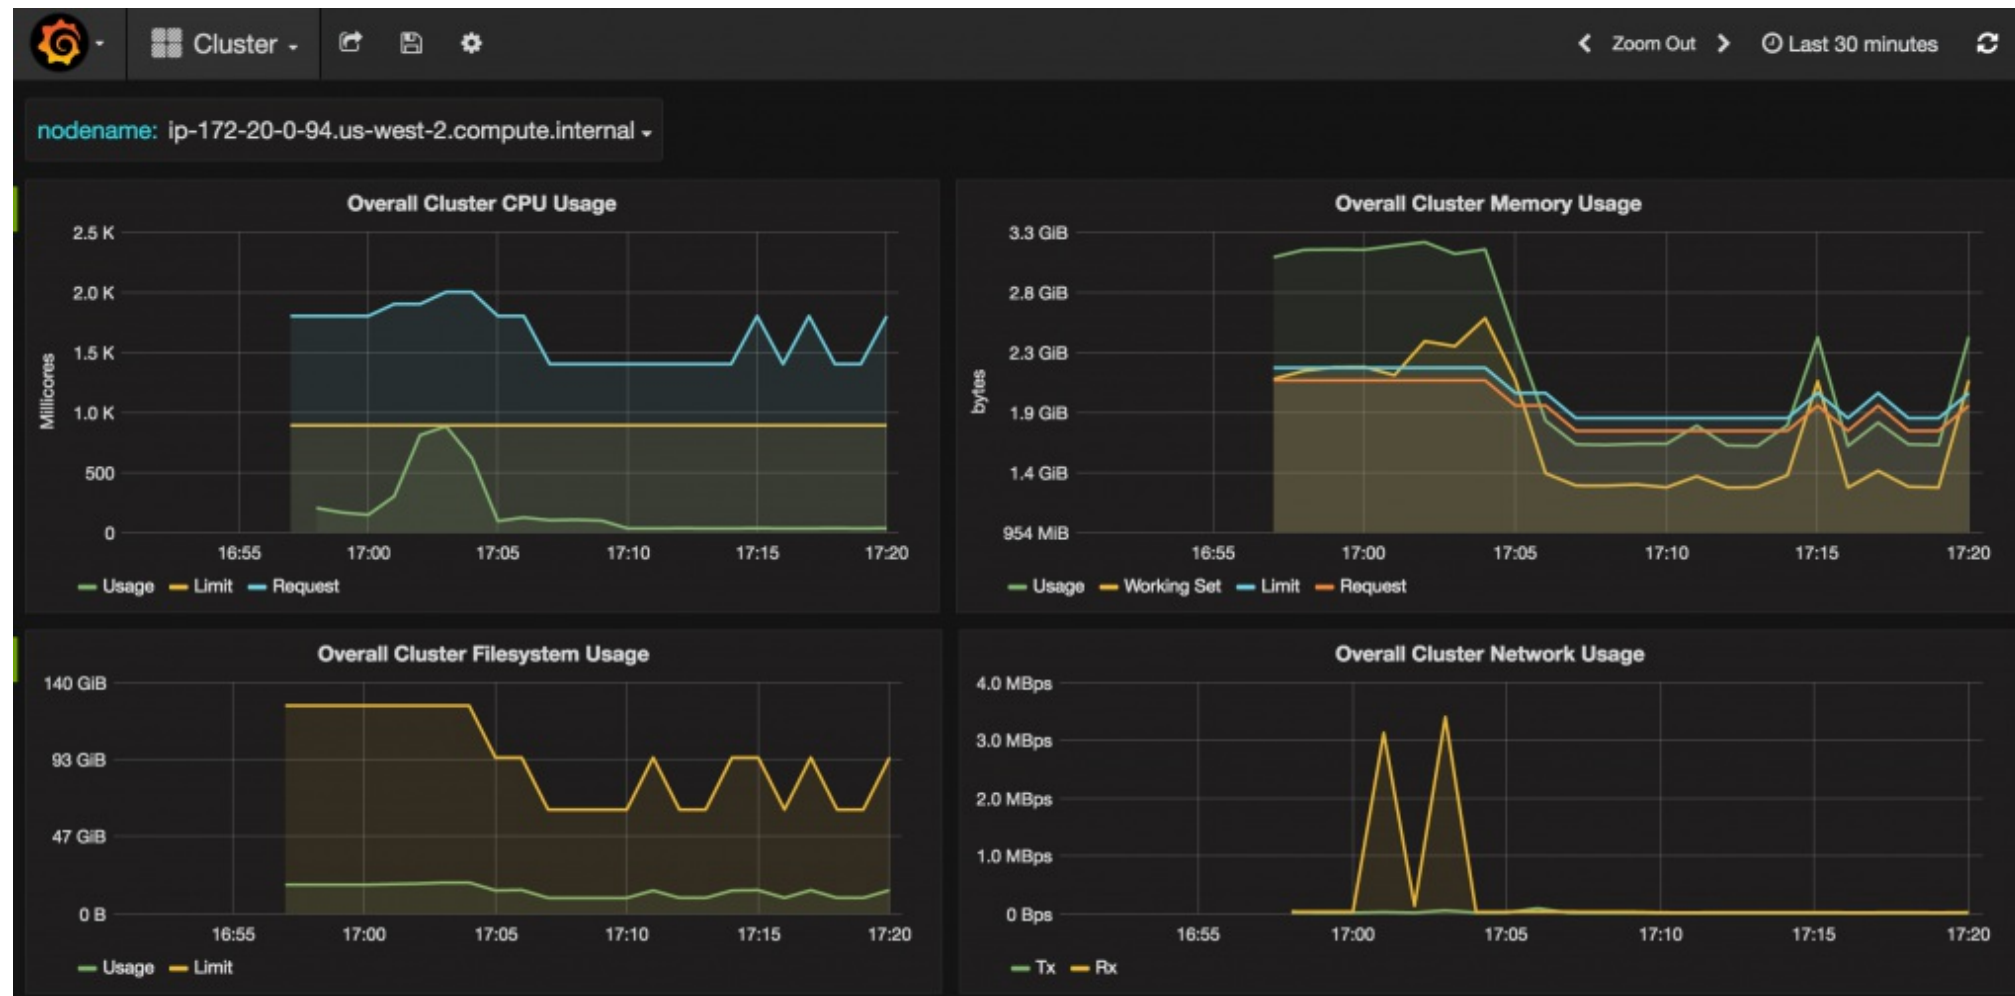 Cluster
Zoom Out
Last 30 minutes
nodename: ip-172-20-0-94.us-west-2.compute.internal
Overall Cluster CPU Usage
2.5 K
2.0 K
1.5 K
1.0 K
500
0
Millicores
16:55 17:00 17:05 17:10 17:15 17:20
Usage Limit Request
Overall Cluster Memory Usage
3.3 GiB
2.8 GiB
2.3 GiB
1.9 GiB
1.4 GiB
954 MiB
bytes
16:55 17:00 17:05 17:10 17:15 17:20
Usage Working Set Limit Request
Overall Cluster Filesystem Usage
140 GiB
93 GiB
47 GiB
0 B
16:55 17:00 17:05 17:10 17:15 17:20
Usage Limit
Overall Cluster Network Usage
4.0 MBps
3.0 MBps
2.0 MBps
1.0 MBps
0 Bps
16:55 17:00 17:05 17:10 17:15 17:20
Tx Rx